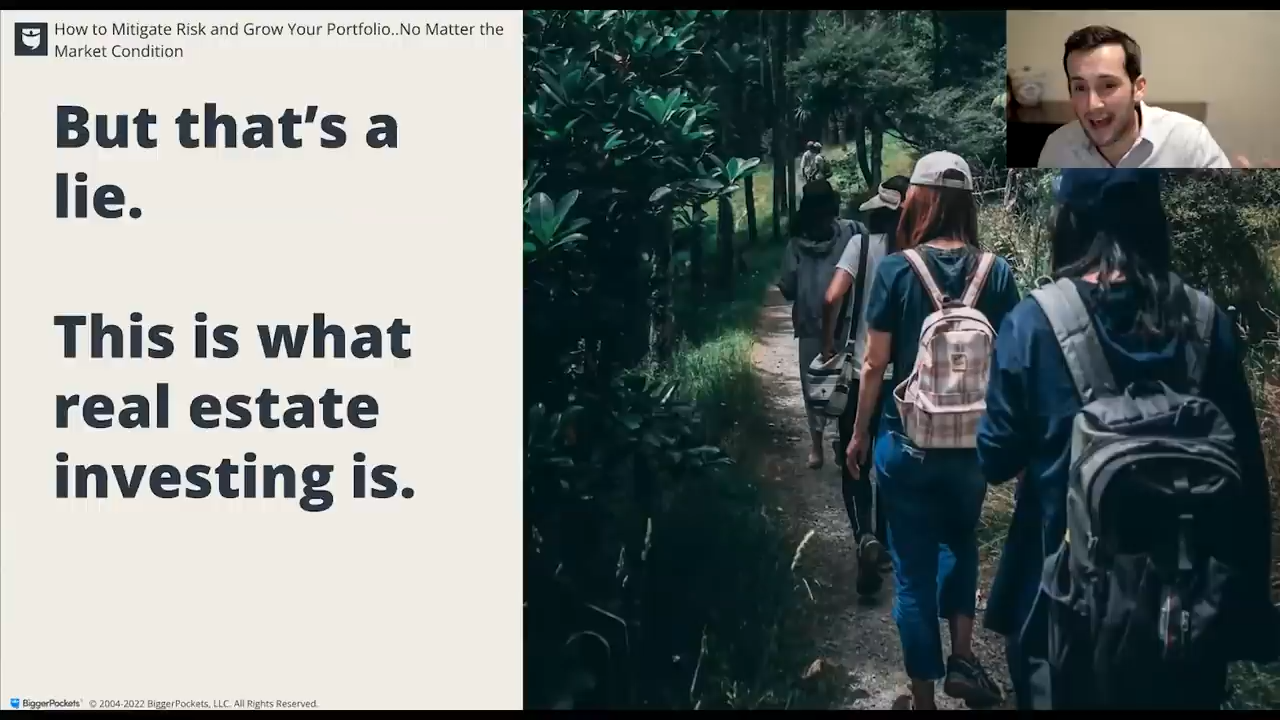 How to Mitigate Risk and Grow Your Portfolio..No Matter the
Market Condition
But that’s a
lie.
This is what
real estate
investing is.
BiggerPockets © 2004-2022 BiggerPockets, LLC. All Rights Reserved.